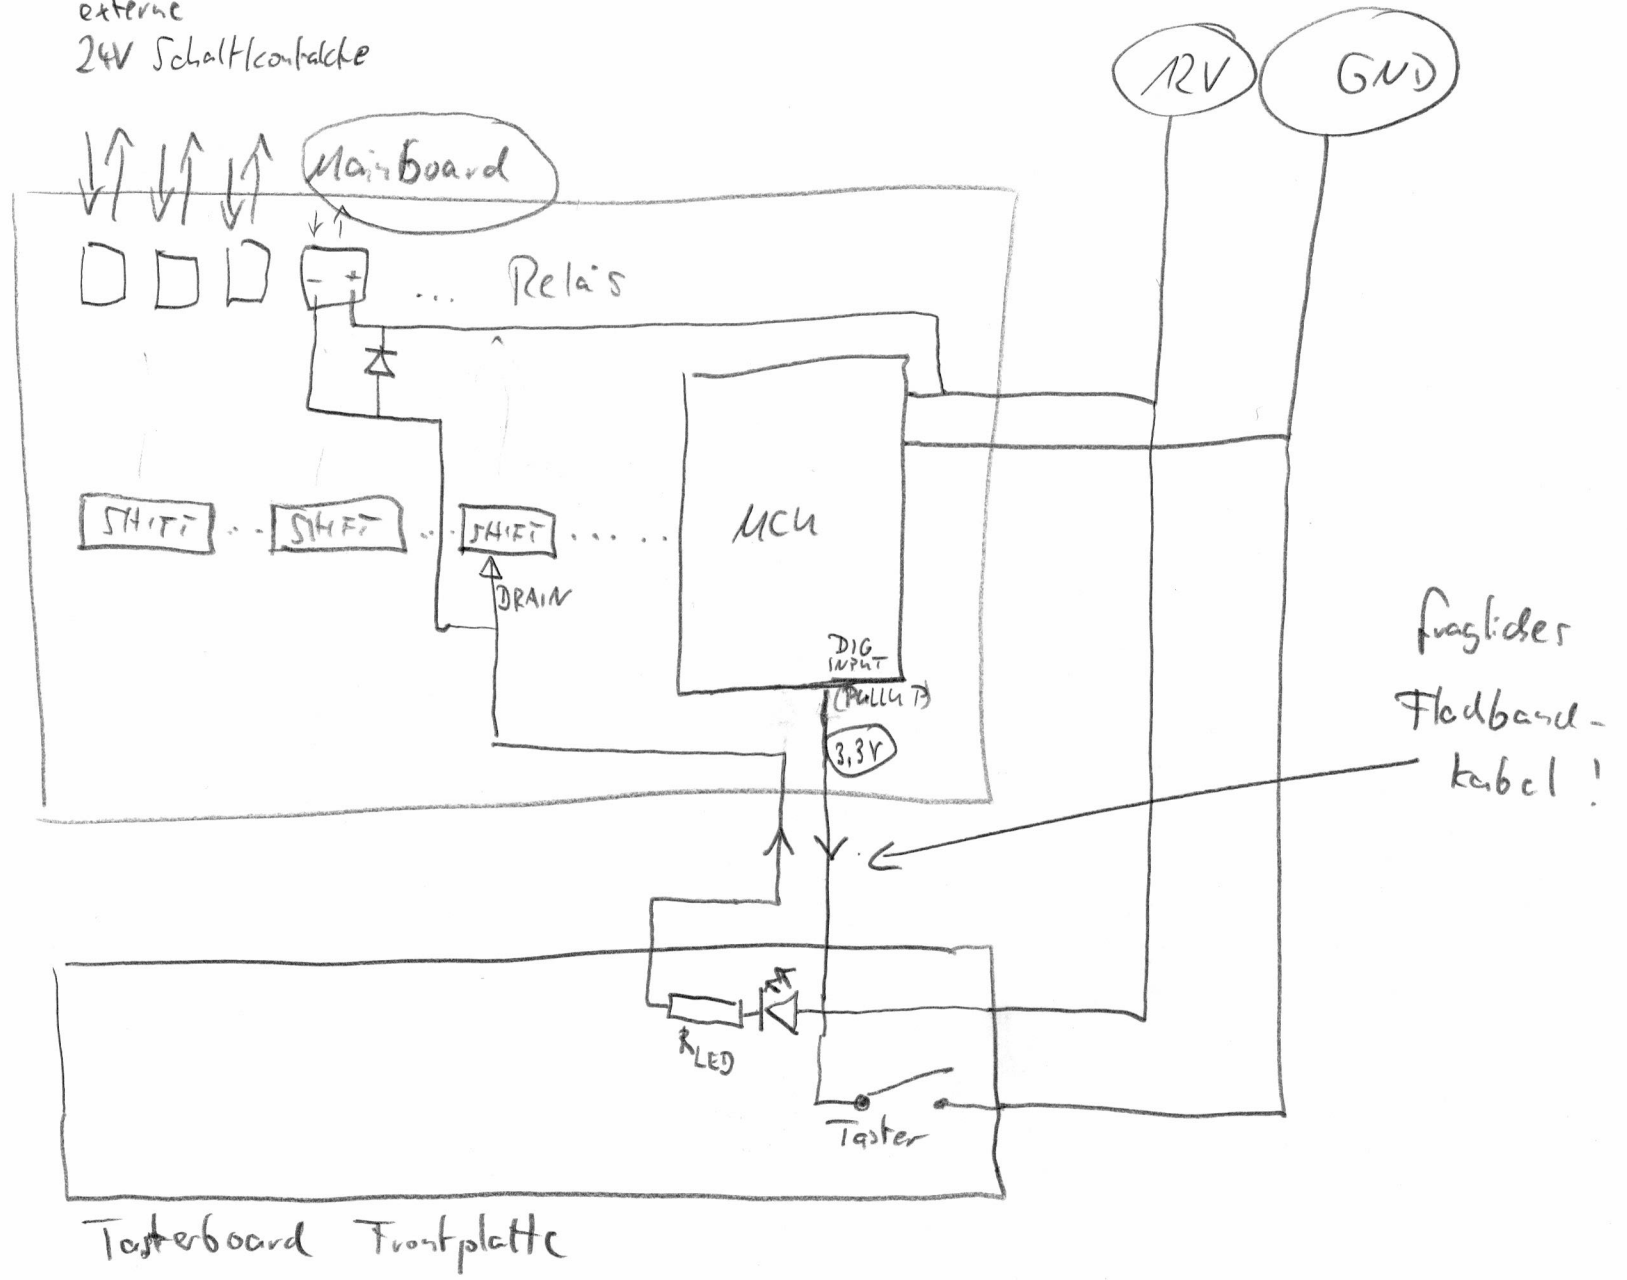 externe
24V Schaltkontakte
12V
GND
Mainboard
- +
... Relais
SHIFT .. SHIFT .. SHIFT ......
MCU
DRAIN
DIG
INPUT
(PULLUP)
3,3V
fragliches
Flachband-
kabel!
R LED
Taster
Tasterboard Frontplatte